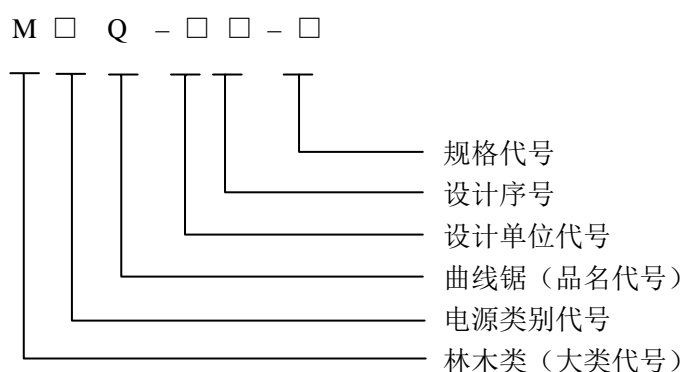 M □ Q - □ □ - □
规格代号
设计序号
设计单位代号
曲线锯（品名代号）
电源类别代号
林木类（大类代号）